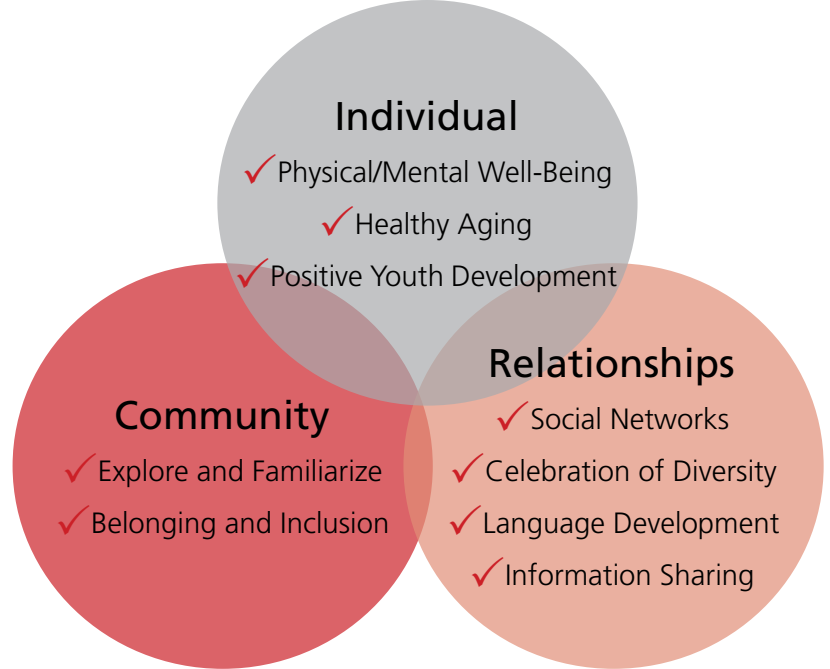 Individual
✓Physical/Mental Well-Being
✓Healthy Aging
✓Positive Youth Development
Community
✓Explore and Familiarize
✓Belonging and Inclusion
Relationships
✓Social Networks
✓Celebration of Diversity
✓Language Development
✓Information Sharing